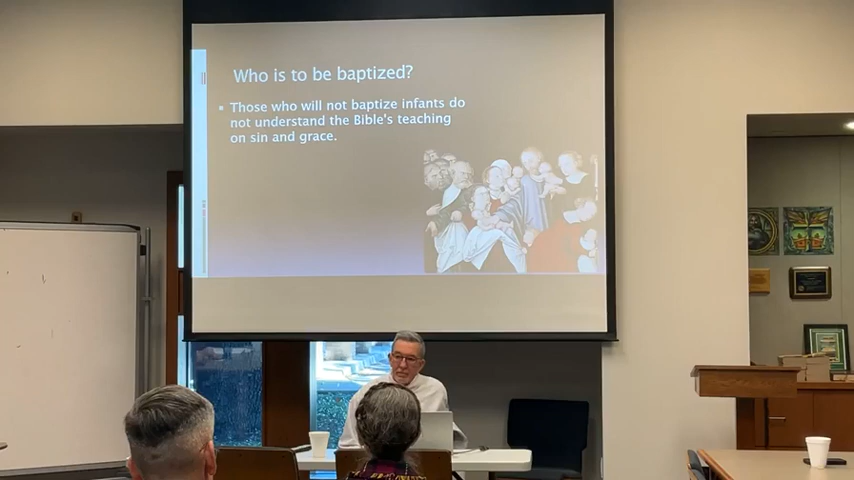 Who is to be baptized?
Those who will not baptize infants do
not understand the Bible's teaching
on sin and grace.